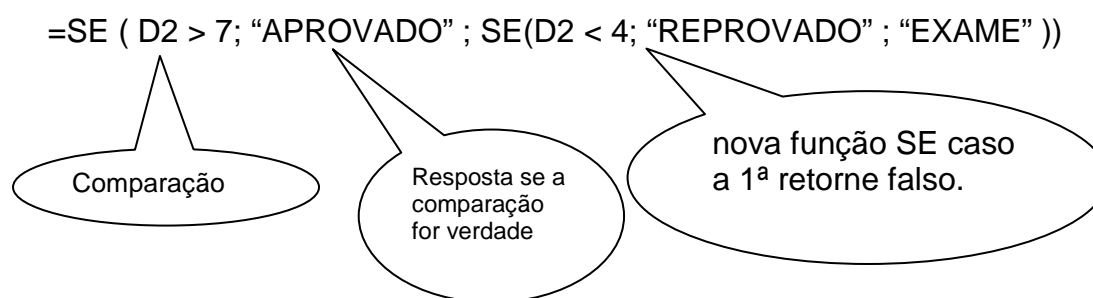 =SE ( D2 > 7; “APROVADO” ; SE(D2 < 4; “REPROVADO” ; “EXAME” ))
Comparação
Resposta se a
comparação
for verdade
nova função SE caso
a 1ª retorne falso.